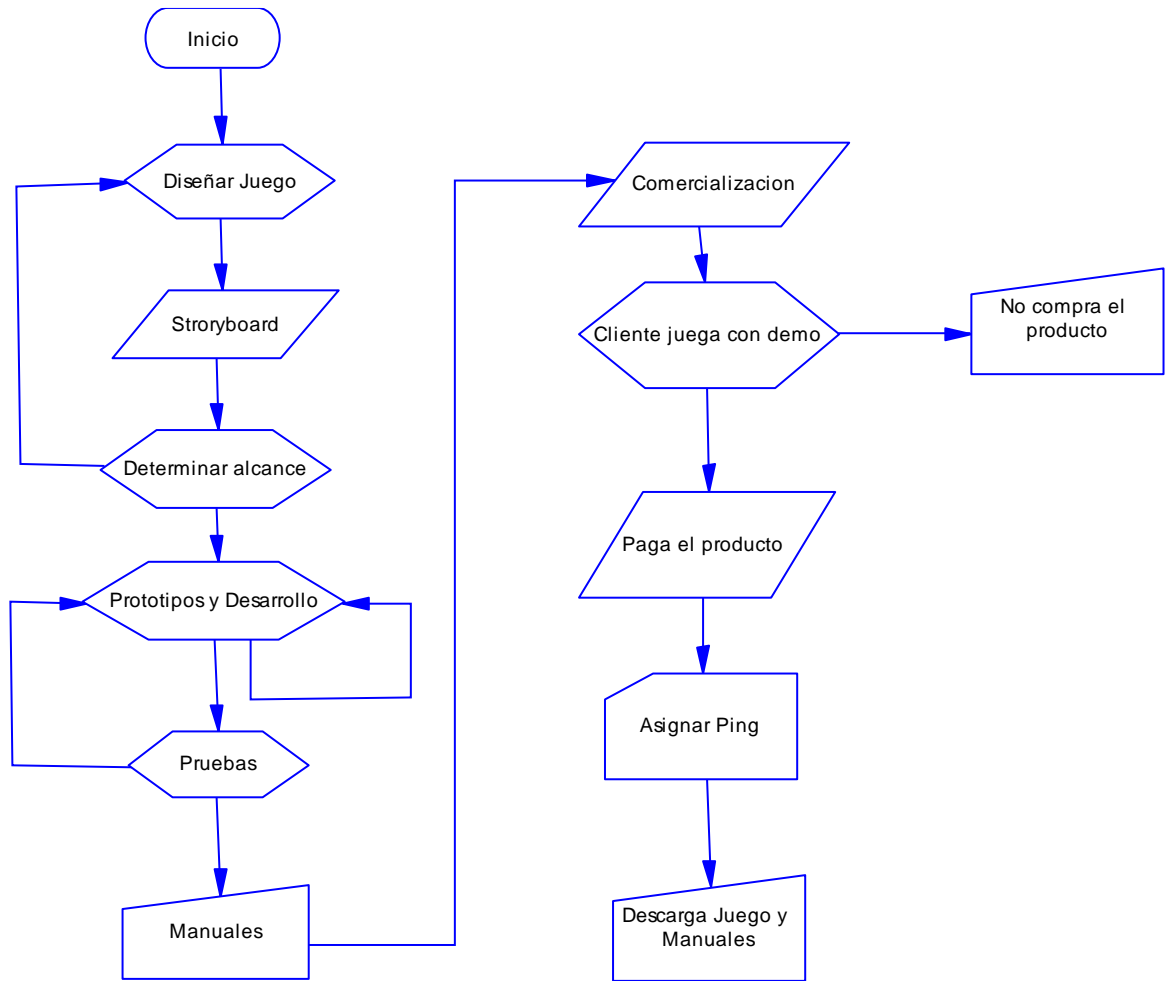 Inicio
Diseñar Juego
Stroryboard
Determinar alcance
Prototipos y Desarrollo
Pruebas
Manuales
Comercializacion
Cliente juega con demo
No compra el
producto
Paga el producto
Asignar Ping
Descarga Juego y
Manuales